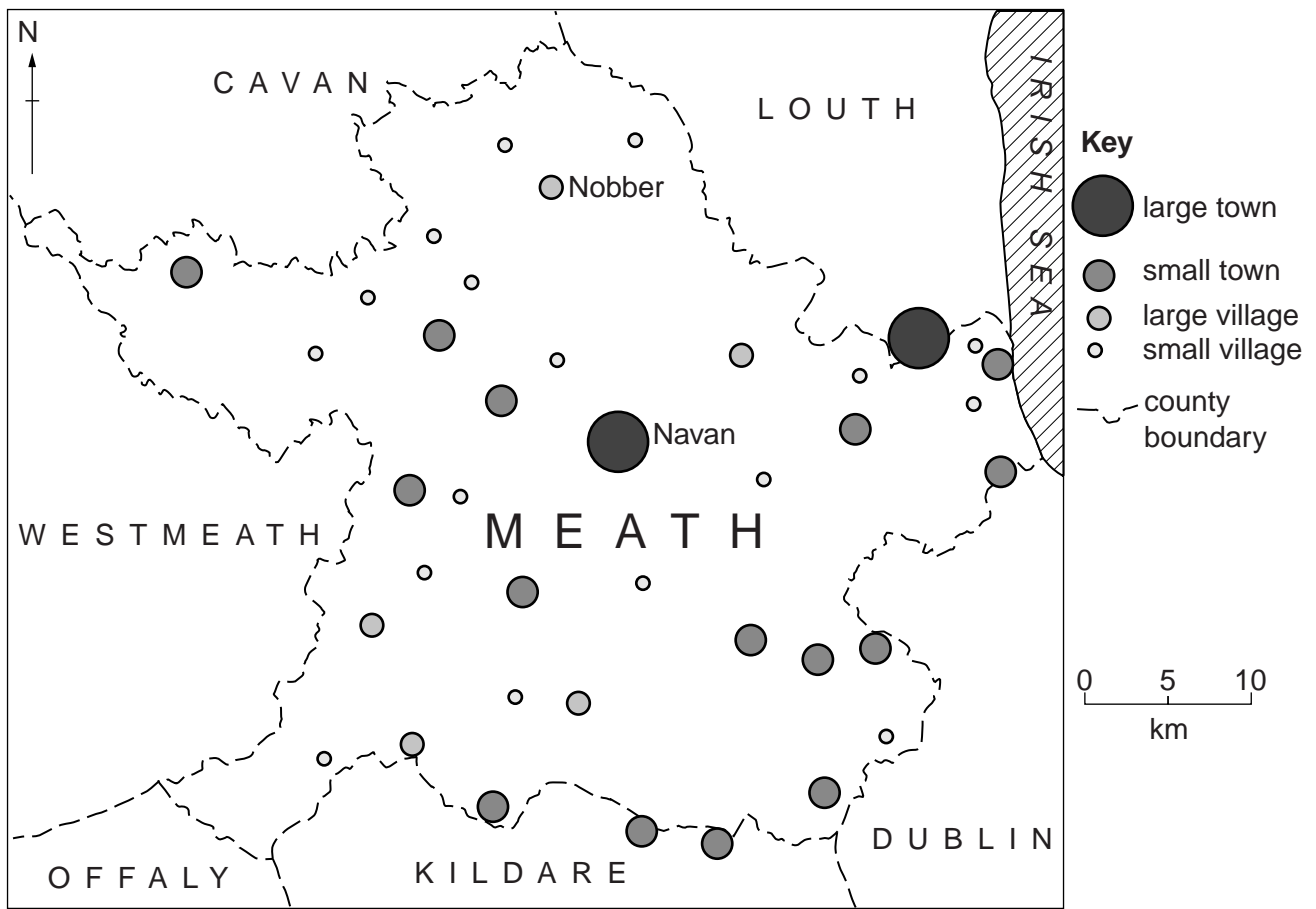 N
CAVAN
LOUTH
IRISH SEA
Nobber
Navan
WESTMEATH
MEATH
OFFALY
KILDARE
DUBLIN
Key
large town
small town
large village
small village
county
boundary
0 5 10
km